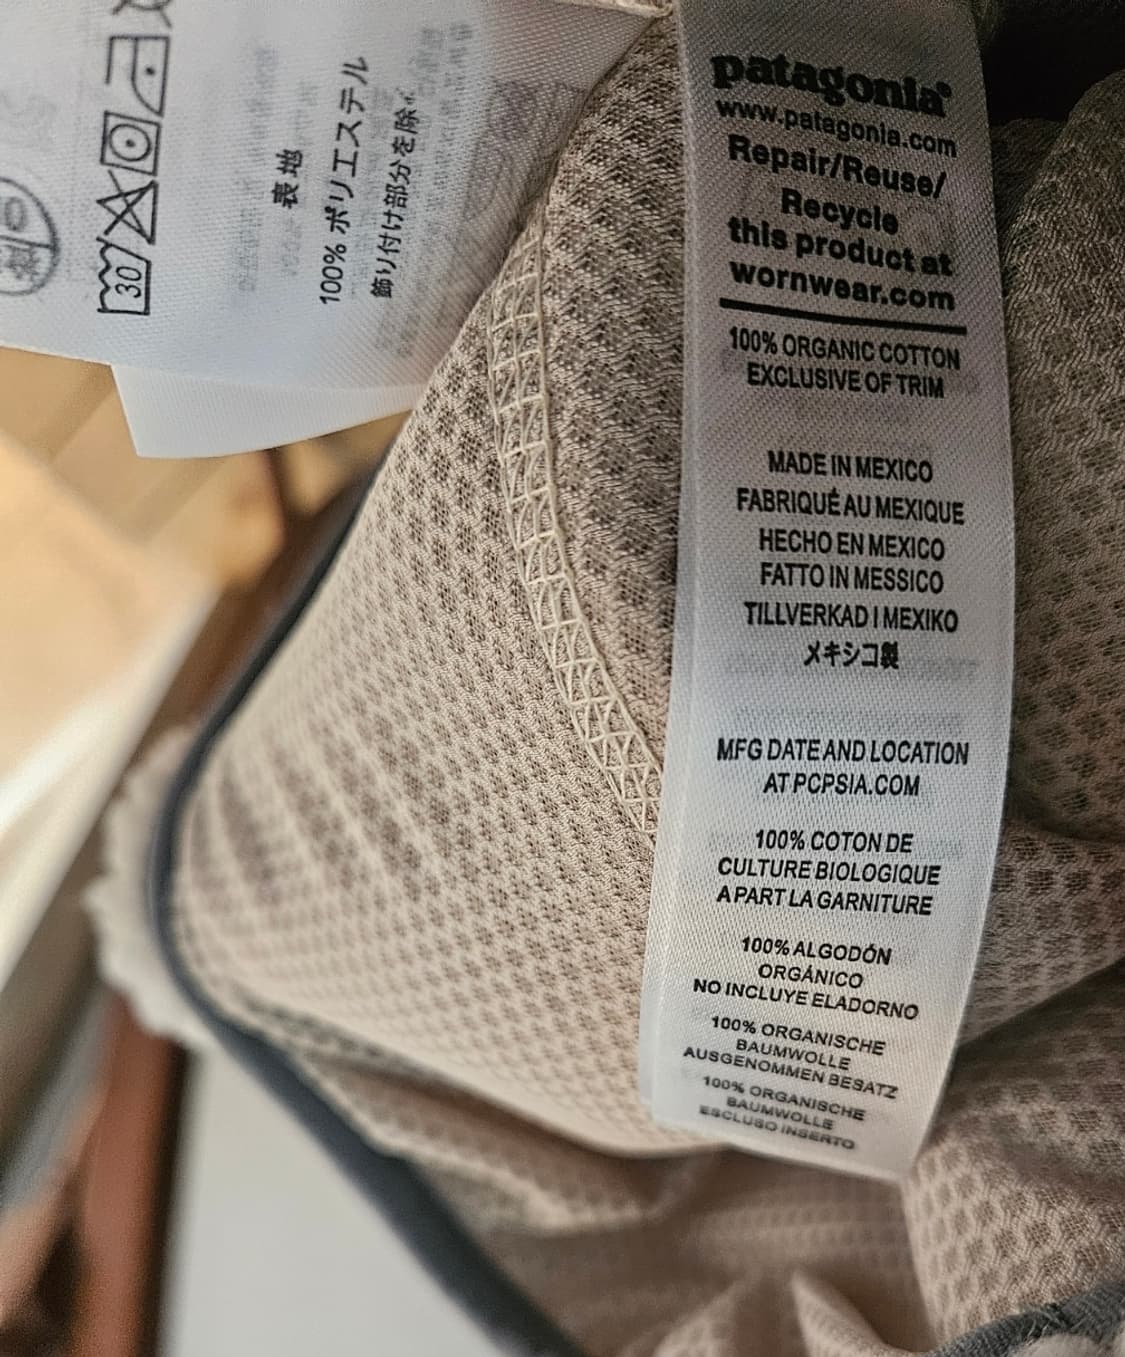 patagonia®
www.patagonia.com
Repair/Reuse/
Recycle
this product at
wornwear.com
100% ORGANIC COTTON
EXCLUSIVE OF TRIM
MADE IN MEXICO
FABRIQUÉ AU MEXIQUE
HECHO EN MEXICO
FATTO IN MESSICO
TILLVERKAD I MEXIKO
メキシコ製
MFG DATE AND LOCATION
AT PCPSIA.COM
100% COTON DE
CULTURE BIOLOGIQUE
A PART LA GARNITURE
100% ALGODÓN
ORGÁNICO
NO INCLUYE EL ADORNO
100% ORGANISCHE
BAUMWOLLE
AUSGENOMMEN BESATZ
100% ORGANISCHE
BAUMWOLLE
ESCLUSO INSERTO
30
表地
100% ポリエステル
飾り付け部分を除く